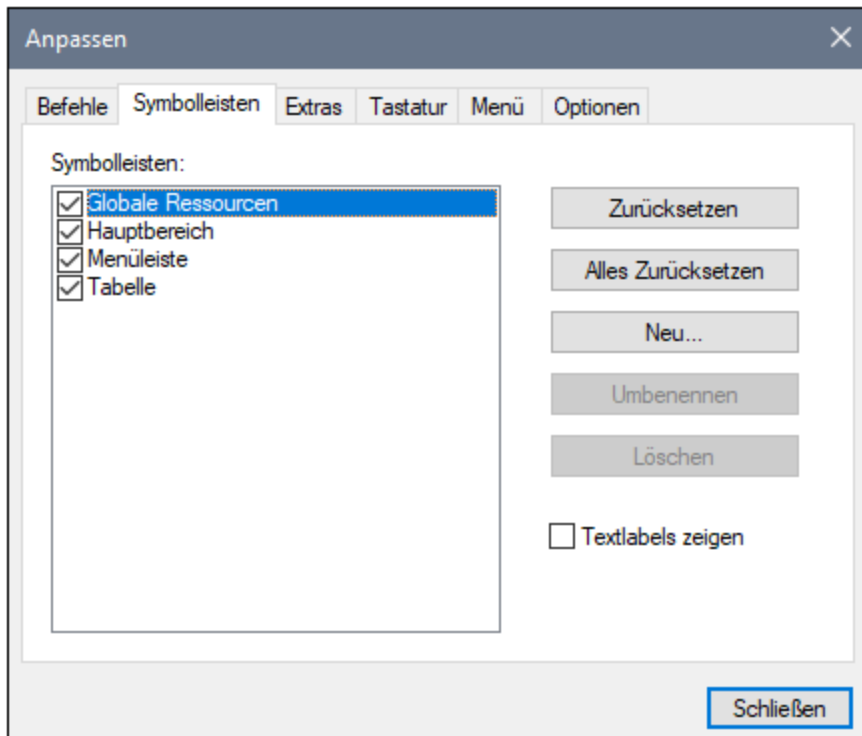 Anpassen
Befehle Symbolleisten Extras Tastatur Menü Optionen
Symbolleisten:
Globale Ressourcen
Hauptbereich
Menüleiste
Tabelle
Zurücksetzen
Alles Zurücksetzen
Neu...
Umbenennen
Löschen
Textlabels zeigen
Schließen